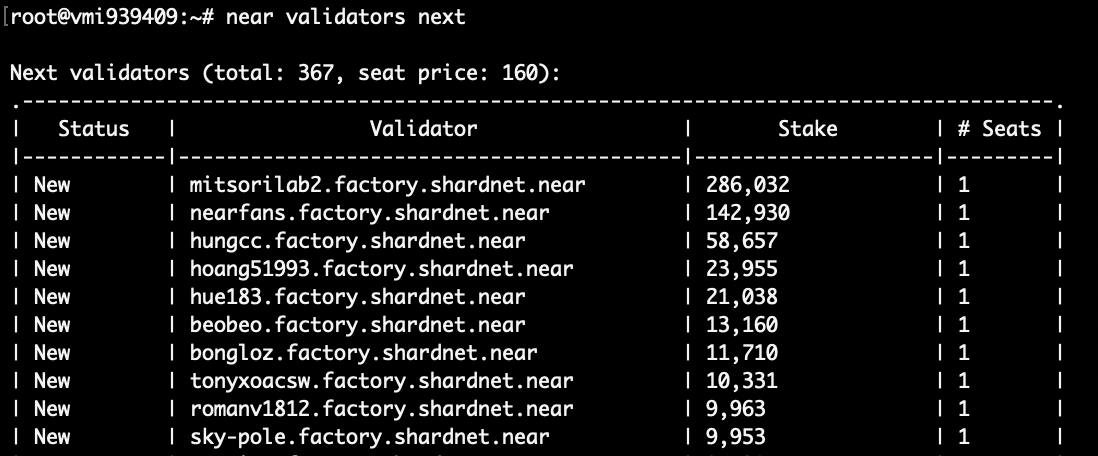 [root@vmi939409:~# near validators next
Next validators (total: 367, seat price: 160):
.--------------------------------------------------------------------------------------.
|   Status   |                Validator                 |       Stake        | # Seats |
|------------|------------------------------------------|--------------------|---------|
| New        | mitsorilab2.factory.shardnet.near        | 286,032            | 1       |
| New        | nearfans.factory.shardnet.near           | 142,930            | 1       |
| New        | hungcc.factory.shardnet.near             | 58,657             | 1       |
| New        | hoang51993.factory.shardnet.near         | 23,955             | 1       |
| New        | hue183.factory.shardnet.near             | 21,038             | 1       |
| New        | beobeo.factory.shardnet.near             | 13,160             | 1       |
| New        | bongloz.factory.shardnet.near            | 11,710             | 1       |
| New        | tonyxoacsw.factory.shardnet.near         | 10,331             | 1       |
| New        | romanv1812.factory.shardnet.near         | 9,963              | 1       |
| New        | sky-pole.factory.shardnet.near           | 9,953              | 1       |